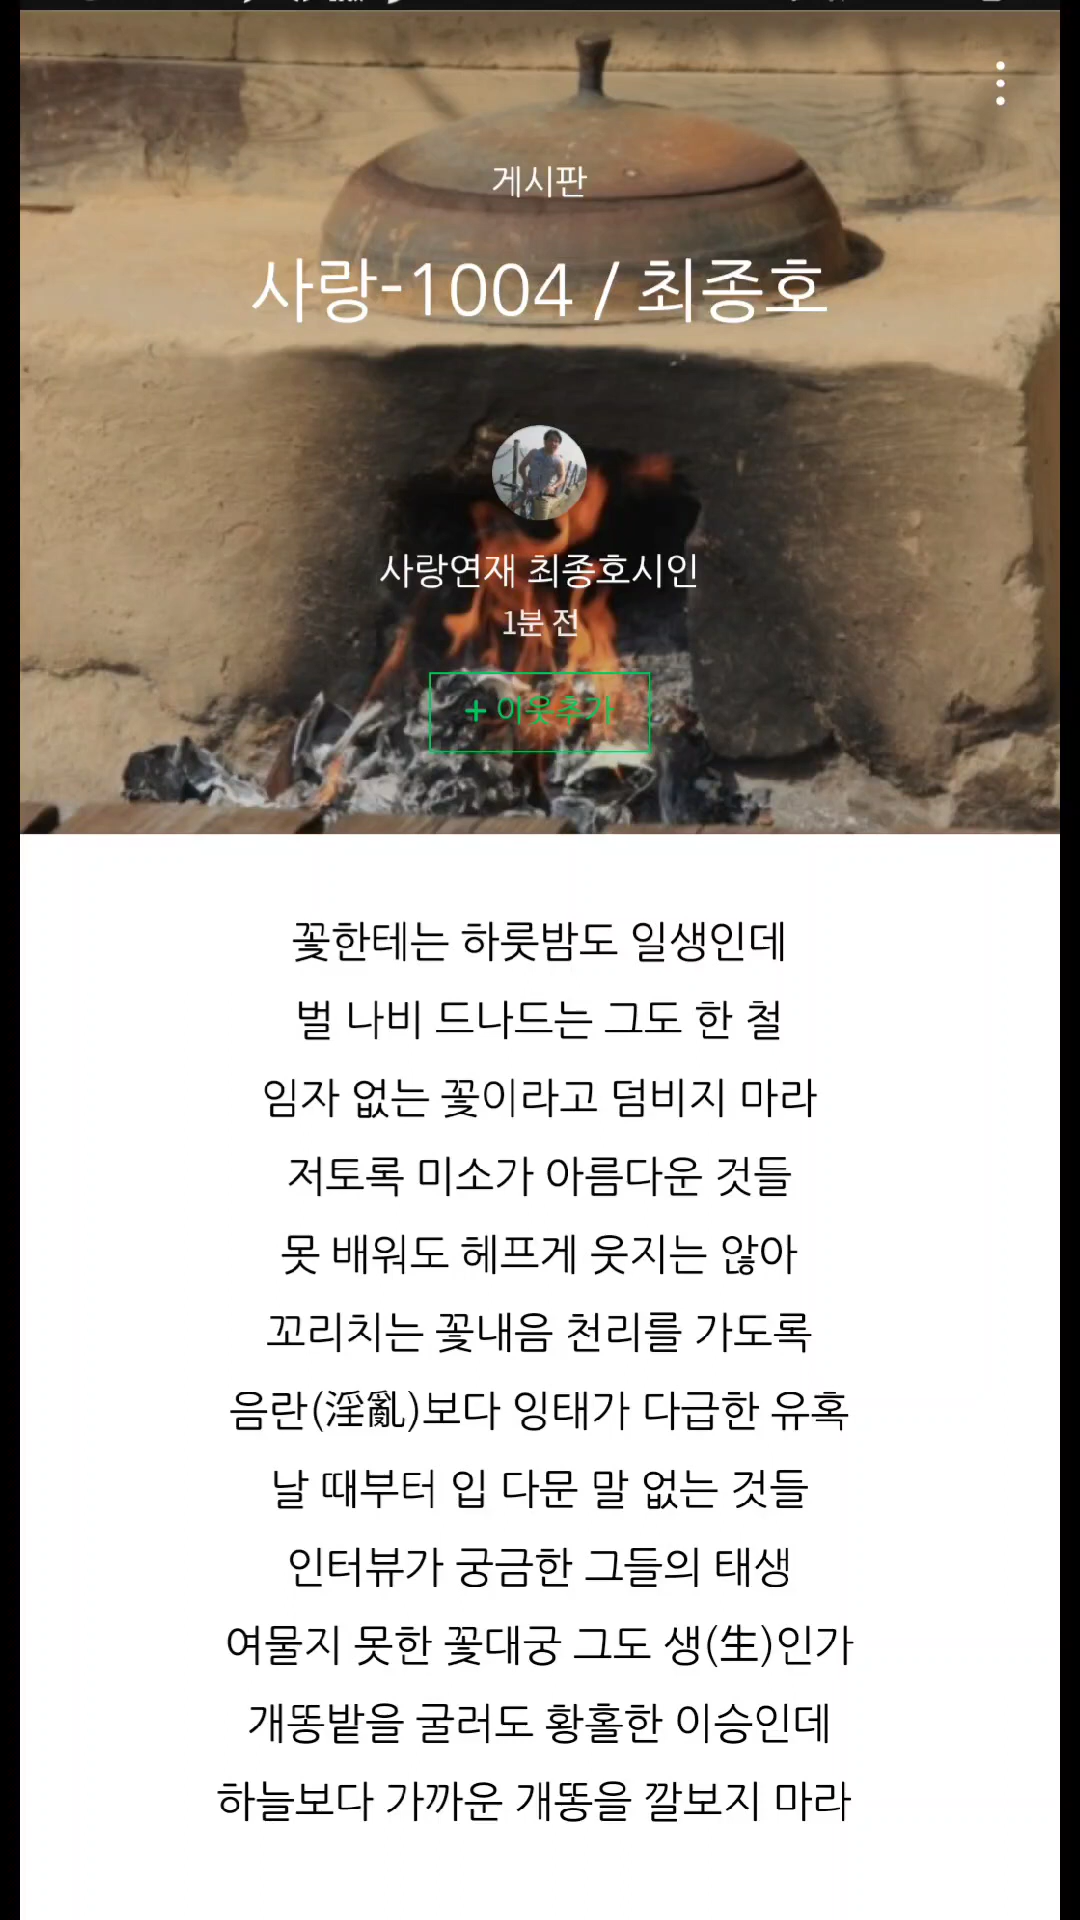 게시판
사랑-1004 / 최종호
사랑연재 최종호시인
1분 전
+ 이웃추가
꽃한테는 하룻밤도 일생인데
벌 나비 드나드는 그도 한 철
임자 없는 꽃이라고 덤비지 마라
저토록 미소가 아름다운 것들
못 배워도 헤프게 웃지는 않아
꼬리치는 꽃내음 천리를 가도록
음란(淫亂)보다 잉태가 다급한 유혹
날 때부터 입 다문 말 없는 것들
인터뷰가 궁금한 그들의 태생
여물지 못한 꽃대궁 그도 생(生)인가
개똥밭을 굴러도 황홀한 이승인데
하늘보다 가까운 개똥을 깔보지 마라